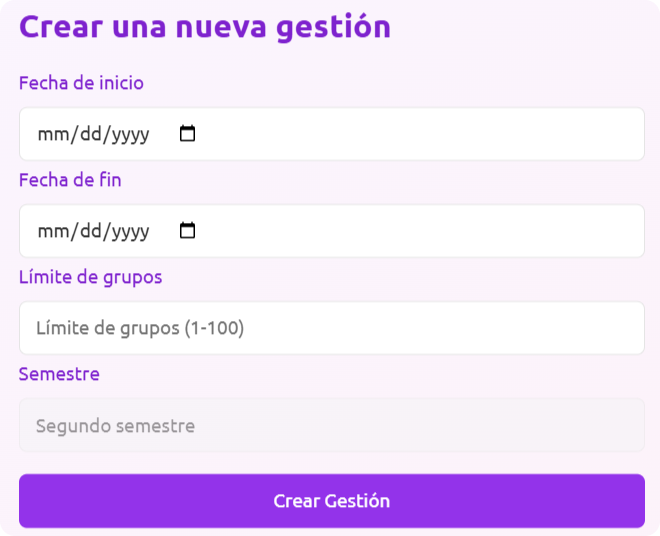 Crear una nueva gestión
Fecha de inicio
mm/dd/yyyy
Fecha de fin
mm/dd/yyyy
Límite de grupos
Límite de grupos (1-100)
Semestre
Segundo semestre
Crear Gestión